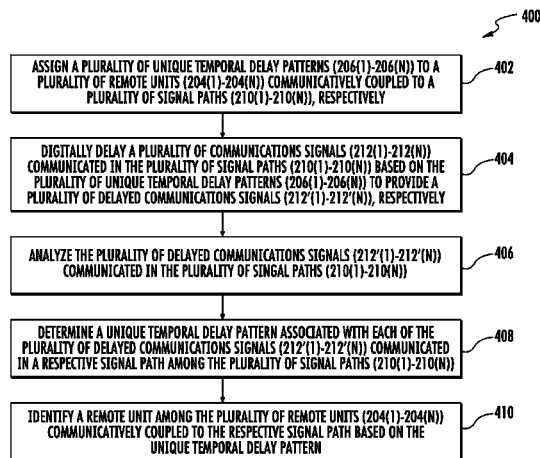 400
ASSIGN A PLURALITY OF UNIQUE TEMPORAL DELAY PATTERNS (206(1)-206(N)) TO A
PLURALITY OF REMOTE UNITS (204(1)-204(N)) COMMUNICATIVELY COUPLED TO A
PLURALITY OF SIGNAL PATHS (210(1)-210(N)), RESPECTIVELY
402
DIGITALLY DELAY A PLURALITY OF COMMUNICATIONS SIGNALS (212(1)-212(N))
COMMUNICATED IN THE PLURALITY OF SIGNAL PATHS (210(1)-210(N)) BASED ON THE
PLURALITY OF UNIQUE TEMPORAL DELAY PATTERNS (206(1)-206(N)) TO PROVIDE A
PLURALITY OF DELAYED COMMUNICATIONS SIGNALS (212'(1)-212'(N)), RESPECTIVELY
404
ANALYZE THE PLURALITY OF DELAYED COMMUNICATIONS SIGNALS (212'(1)-212'(N))
COMMUNICATED IN THE PLURALITY OF SINGAL PATHS (210(1)-210(N))
406
DETERMINE A UNIQUE TEMPORAL DELAY PATTERN ASSOCIATED WITH EACH OF THE
PLURALITY OF DELAYED COMMUNICATIONS SIGNALS (212'(1)-212'(N)) COMMUNICATED
IN A RESPECTIVE SIGNAL PATH AMONG THE PLURALITY OF SIGNAL PATHS (210(1)-210(N))
408
IDENTIFY A REMOTE UNIT AMONG THE PLURALITY OF REMOTE UNITS (204(1)-204(N))
COMMUNICATIVELY COUPLED TO THE RESPECTIVE SIGNAL PATH BASED ON THE
UNIQUE TEMPORAL DELAY PATTERN
410